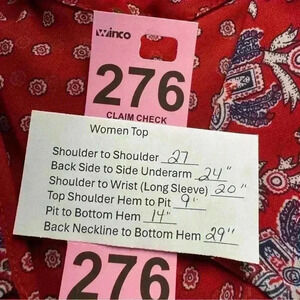 winco
276
CLAIM CHECK
Women Top
Shoulder to Shoulder 27
Back Side to Side Underarm 24"
Shoulder to Wrist (Long Sleeve) 20"
Top Shoulder Hem to Pit 9"
Pit to Bottom Hem 14"
Back Neckline to Bottom Hem 29"
276